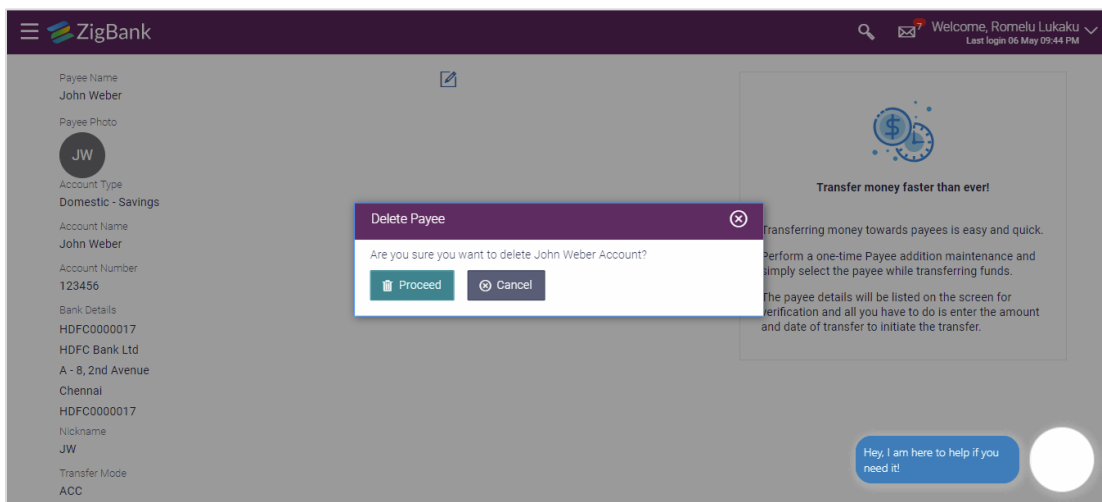 ZigBank
7
Welcome, Romelu Lukaku
Last login 06 May 09:44 PM
Payee Name
John Weber
Payee Photo
JW
Account Type
Domestic - Savings
Account Name
John Weber
Account Number
123456
Bank Details
HDFC0000017
HDFC Bank Ltd
A - 8, 2nd Avenue
Chennai
HDFC0000017
Nickname
JW
Transfer Mode
ACC
Delete Payee
Are you sure you want to delete John Weber Account?
Proceed
Cancel
$
Transfer money faster than ever!
Transferring money towards payees is easy and quick.
Perform a one-time Payee addition maintenance and
simply select the payee while transferring funds.
The payee details will be listed on the screen for
verification and all you have to do is enter the amount
and date of transfer to initiate the transfer.
Hey, I am here to help if you
need it!